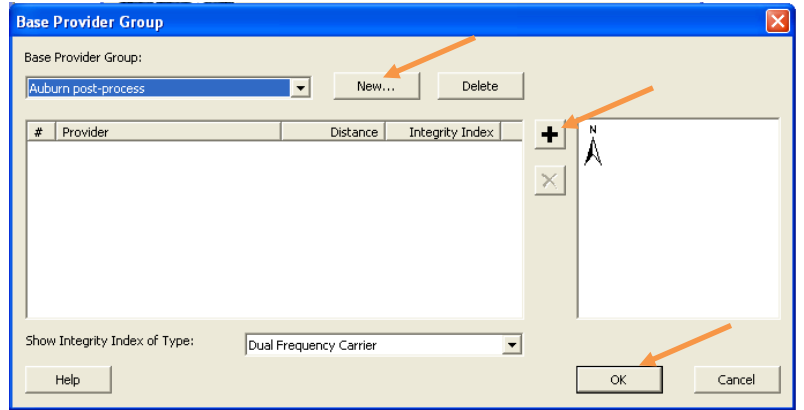 Base Provider Group
Base Provider Group:
Auburn post-process
New...
Delete
# Provider Distance Integrity Index
N
Show Integrity Index of Type:
Dual Frequency Carrier
Help
OK
Cancel